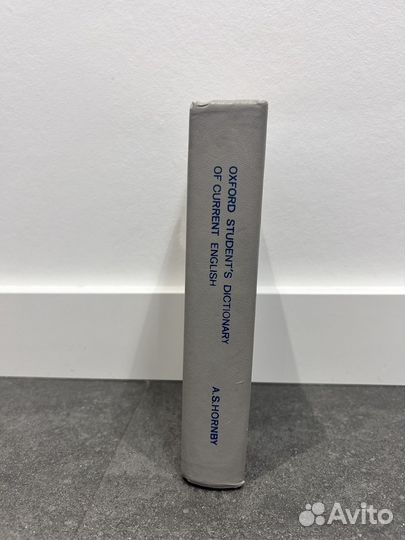 OXFORD STUDENT'S DICTIONARY
OF CURRENT ENGLISH
A.S.HORNBY
Avito